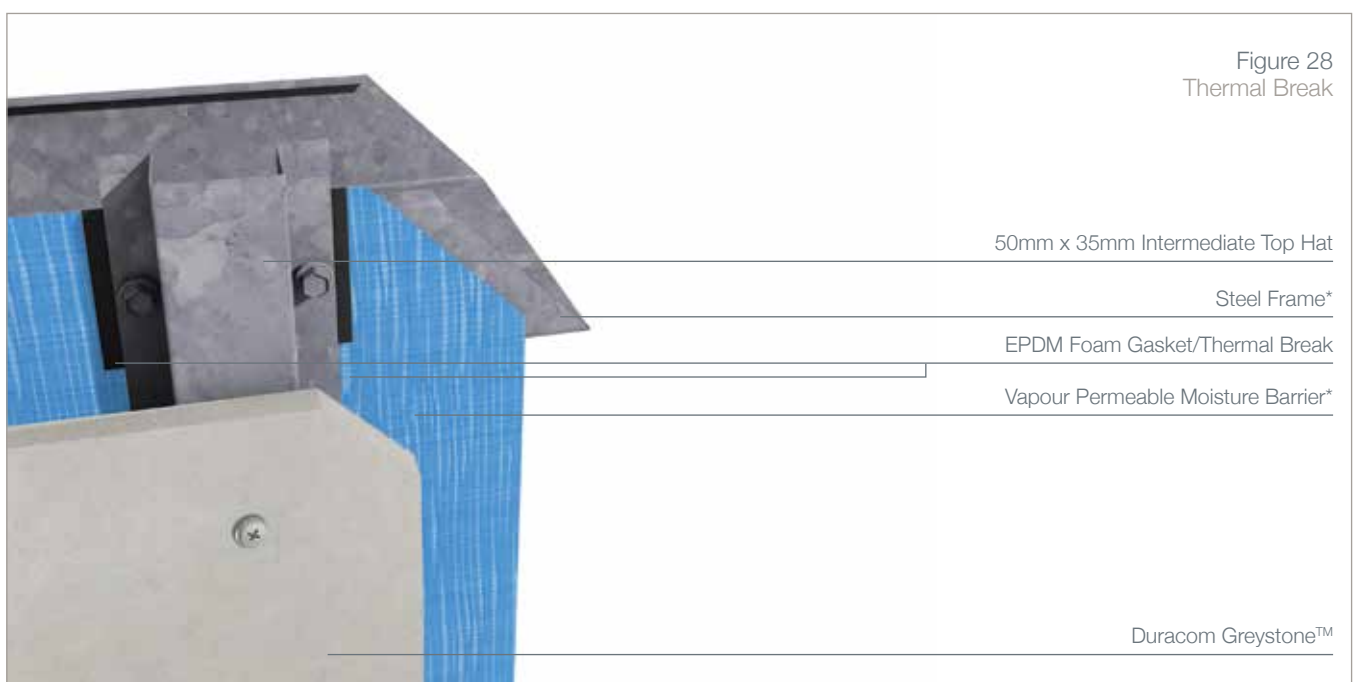 Figure 28
Thermal Break
50mm x 35mm Intermediate Top Hat
Steel Frame*
EPDM Foam Gasket/Thermal Break
Vapour Permeable Moisture Barrier*
Duracom Greystone™